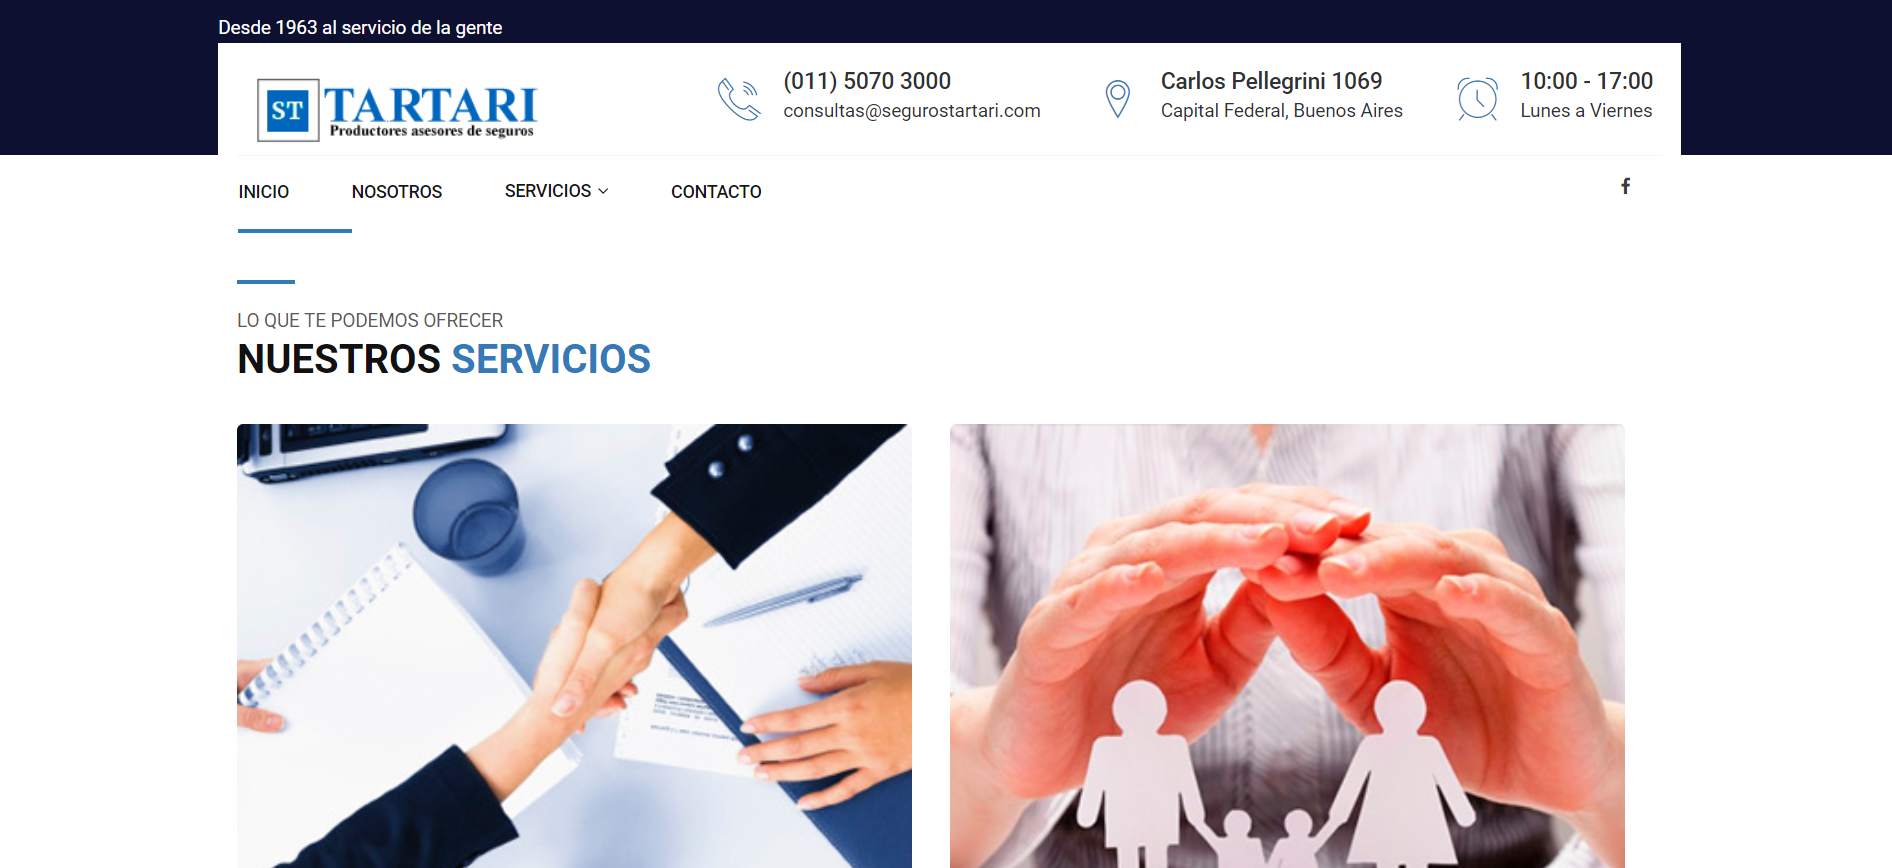 Desde 1963 al servicio de la gente
ST TARTARI
Productores asesores de seguros
(011) 5070 3000
consultas@segurostartari.com
Carlos Pellegrini 1069
Capital Federal, Buenos Aires
10:00 - 17:00
Lunes a Viernes
INICIO NOSOTROS SERVICIOS CONTACTO
LO QUE TE PODEMOS OFRECER
NUESTROS SERVICIOS